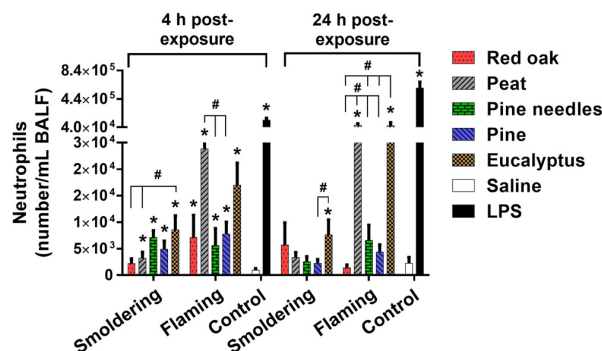 4 h post-
exposure
24 h post-
exposure
Neutrophils
(number/mL BALF)
8.4×10⁵
4.4×10⁵
4.0×10⁴
3×10⁴
2×10⁴
1×10⁴
5×10³
0
#
#
*
*
*
*
*
*
*
*
*
*
#
#
#
*
*
*
*
Smoldering
Flaming
Control
Smoldering
Flaming
Control
Red oak
Peat
Pine needles
Pine
Eucalyptus
Saline
LPS